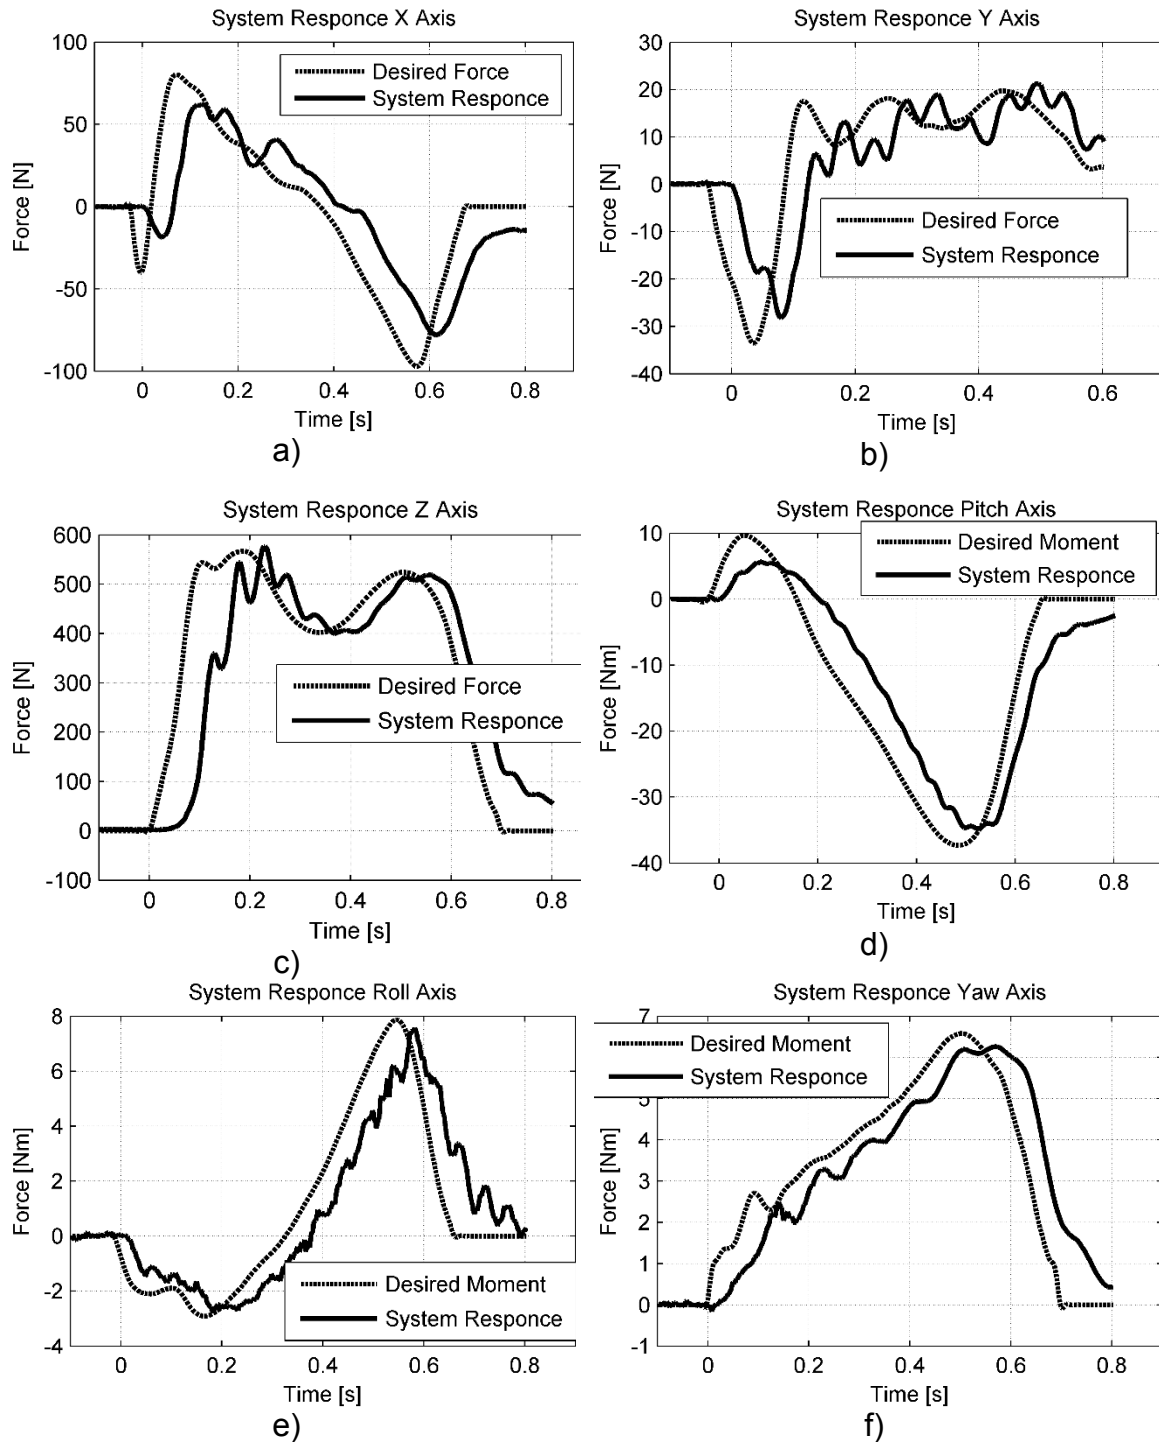 System Responce X Axis
100
50
0
-50
-100
Force [N]
Desired Force
System Responce
0 0.2 0.4 0.6 0.8
Time [s]
a)
System Responce Y Axis
30
20
10
0
-10
-20
-30
-40
Force [N]
Desired Force
System Responce
0 0.2 0.4 0.6
Time [s]
b)
System Responce Z Axis
600
500
400
300
200
100
0
-100
Force [N]
Desired Force
System Responce
0 0.2 0.4 0.6 0.8
Time [s]
c)
System Responce Pitch Axis
10
0
-10
-20
-30
-40
Force [Nm]
Desired Moment
System Responce
0 0.2 0.4 0.6 0.8
Time [s]
d)
System Responce Roll Axis
8
6
4
2
0
-2
-4
Force [Nm]
Desired Moment
System Responce
0 0.2 0.4 0.6 0.8
Time [s]
e)
System Responce Yaw Axis
7
Desired Moment
System Responce
5
4
3
2
1
0
-1
Force [Nm]
0 0.2 0.4 0.6 0.8
Time [s]
f)